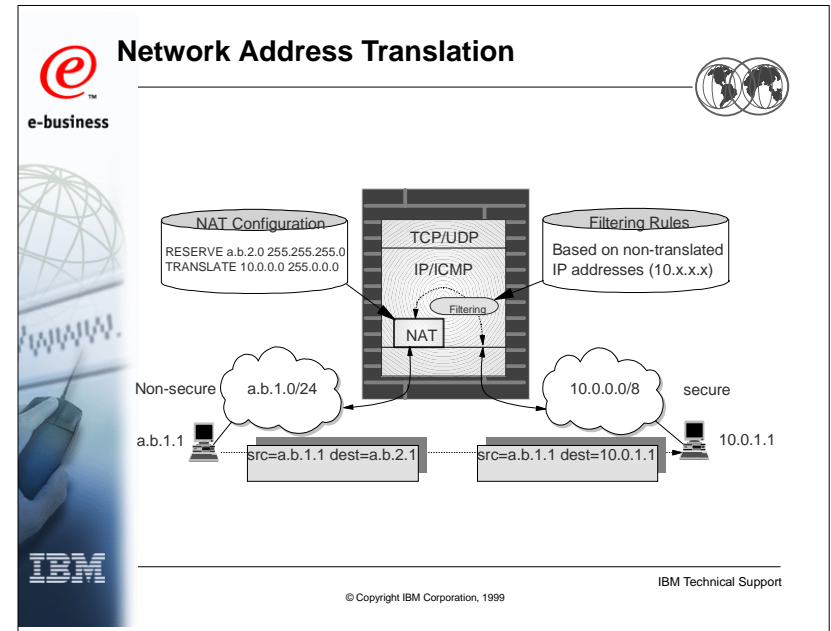 Network Address Translation
e
TM
e-business
NAT Configuration
RESERVE a.b.2.0 255.255.255.0
TRANSLATE 10.0.0.0 255.0.0.0
TCP/UDP
IP/ICMP
Filtering
NAT
Filtering Rules
Based on non-translated
IP addresses (10.x.x.x)
Non-secure
a.b.1.0/24
10.0.0.0/8
secure
a.b.1.1
10.0.1.1
src=a.b.1.1 dest=a.b.2.1
src=a.b.1.1 dest=10.0.1.1
IBM
IBM Technical Support
© Copyright IBM Corporation, 1999